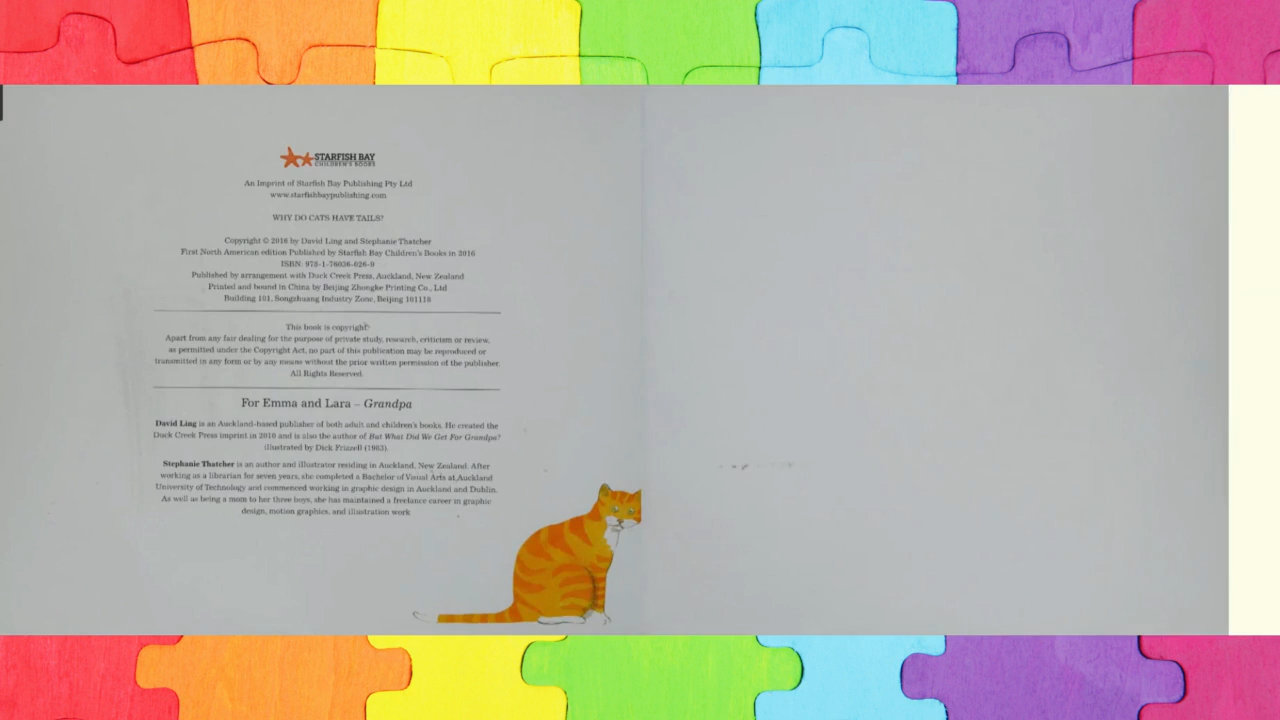 STARFISH BAY
CHILDREN'S BOOKS
An Imprint of Starfish Bay Publishing Pty Ltd
www.starfishbaypublishing.com
WHY DO CATS HAVE TAILS?
Copyright © 2016 by David Ling and Stephanie Thatcher
First North American edition Published by Starfish Bay Children's Books in 2016
ISBN: 978-1-76036-026-9
Published by arrangement with Duck Creek Press, Auckland, New Zealand
Printed and bound in China by Beijing Zhongke Printing Co., Ltd
Building 101, Songzhuang Industry Zone, Beijing 101118
This book is copyright.
Apart from any fair dealing for the purpose of private study, research, criticism or review,
as permitted under the Copyright Act, no part of this publication may be reproduced or
transmitted in any form or by any means without the prior written permission of the publisher.
All Rights Reserved.
For Emma and Lara – Grandpa
David Ling is an Auckland-based publisher of both adult and children's books. He created the
Duck Creek Press imprint in 2010 and is also the author of But What Did We Get For Grandpa?
illustrated by Dick Frizzell (1983).
Stephanie Thatcher is an author and illustrator residing in Auckland, New Zealand. After
working as a librarian for seven years, she completed a Bachelor of Visual Arts at Auckland
University of Technology and commenced working in graphic design in Auckland and Dublin.
As well as being a mom to her three boys, she has maintained a freelance career in graphic
design, motion graphics, and illustration work